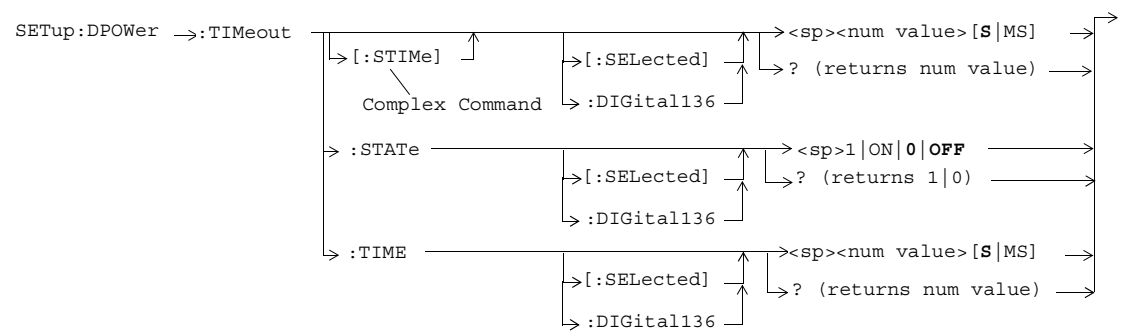 SETup:DPOWer :TIMeout <sp><num value>[S|MS]
[:STIMe] [:SELected] ? (returns num value)
Complex Command :DIGital136
:STATe <sp>1|ON|0|OFF
[:SELected] ? (returns 1|0)
:DIGital136
:TIME <sp><num value>[S|MS]
[:SELected] ? (returns num value)
:DIGital136